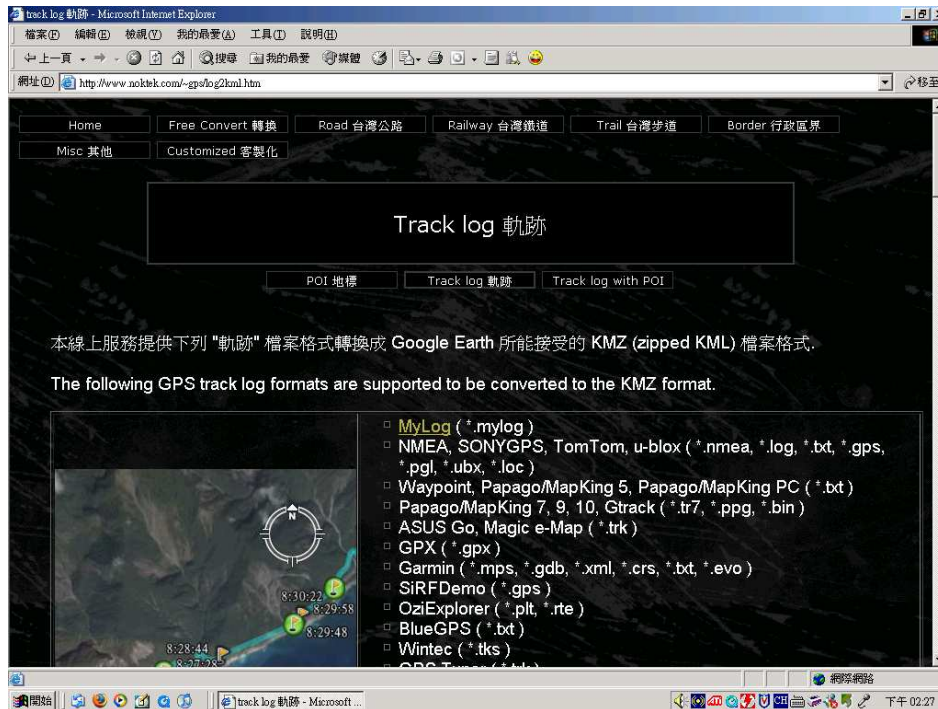 track log 軌跡 - Microsoft Internet Explorer
檔案(F) 編輯(E) 檢視(V) 我的最愛(A) 工具(T) 說明(H)
上一頁 搜尋 我的最愛 媒體
網址(D) http://www.noktek.com/~gps/log2kml.htm 移至
Home Free Convert 轉換 Road 台灣公路 Railway 台灣鐵道 Trail 台灣步道 Border 行政區界
Misc 其他 Customized 客製化
Track log 軌跡
POI 地標 Track log 軌跡 Track log with POI
本線上服務提供下列 "軌跡" 檔案格式轉換成 Google Earth 所能接受的 KMZ (zipped KML) 檔案格式.
The following GPS track log formats are supported to be converted to the KMZ format.
MyLog ( *.mylog )
NMEA, SONYGPS, TomTom, u-blox ( *.nmea, *.log, *.txt, *.gps,
*.pgl, *.ubx, *.loc )
Waypoint, Papago/MapKing 5, Papago/MapKing PC ( *.txt )
Papago/MapKing 7, 9, 10, Gtrack ( *.tr7, *.ppg, *.bin )
ASUS Go, Magic e-Map ( *.trk )
GPX ( *.gpx )
Garmin ( *.mps, *.gdb, *.xml, *.crs, *.txt, *.evo )
SiRFDemo ( *.gps )
OziExplorer ( *.plt, *.rte )
BlueGPS ( *.txt )
Wintec ( *.tks )
GPS Tuner ( *.trk )
N
8:30:22
8:29:58
8:29:48
8:28:44
8:27:28
網際網路
開始 track log 軌跡 - Microsoft ... CH 下午 02:27